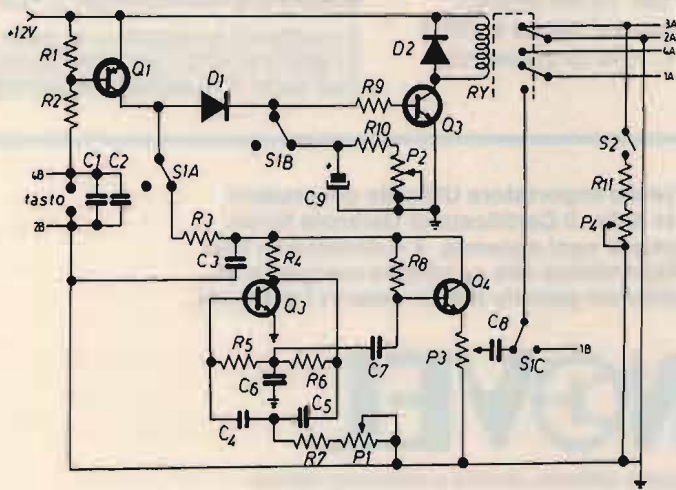 +12V
R1
Q1
R2
D1
D2
RY
3A
2A
4A
1A
R9
Q3
R10
S1B
P2
C9
4B
C1 C2
tasto
2B
S1A
S2
R11
P4
R3
C3
R4
R8
Q3
Q4
C8
R5
R6
C6
C7
P3
S1C
1B
C4
C5
R7
P1